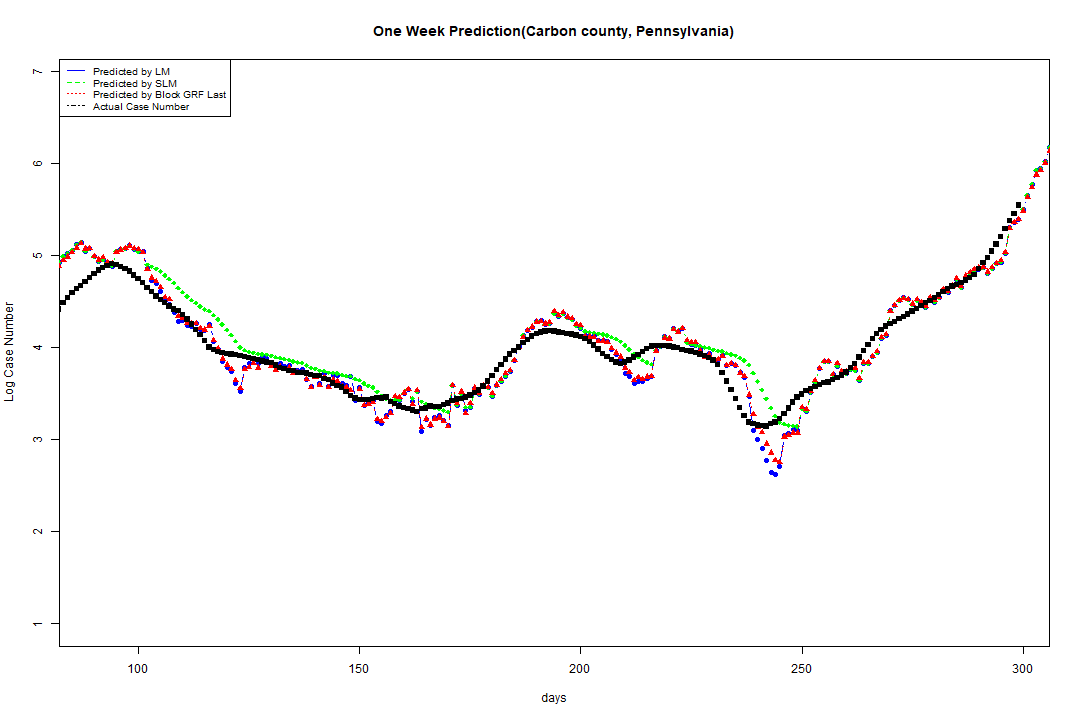 One Week Prediction(Carbon county, Pennsylvania)
Predicted by LM
Predicted by SLM
Predicted by Block GRF Last
Actual Case Number
7
6
5
4
3
2
1
Log Case Number
100 150 200 250 300
days